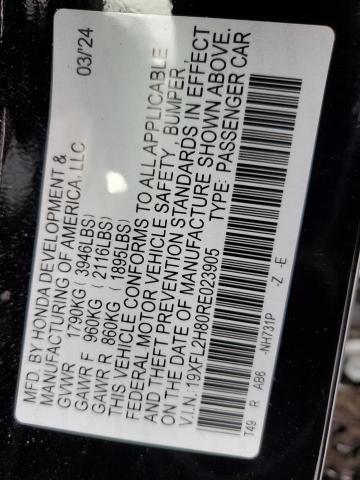 MFD. BY HONDA DEVELOPMENT &
MANUFACTURING OF AMERICA, LLC 03/'24
GVWR 1790KG (3946LBS)
GAWR F 960KG (2116LBS)
GAWR R 860KG (1895LBS)
THIS VEHICLE CONFORMS TO ALL APPLICABLE
FEDERAL MOTOR VEHICLE SAFETY, BUMPER,
AND THEFT PREVENTION STANDARDS IN EFFECT
ON THE DATE OF MANUFACTURE SHOWN ABOVE.
V.I.N.: 19XFL2H80RE023905 TYPE: PASSENGER CAR
T49 R AB6 -NH731P -Z -E